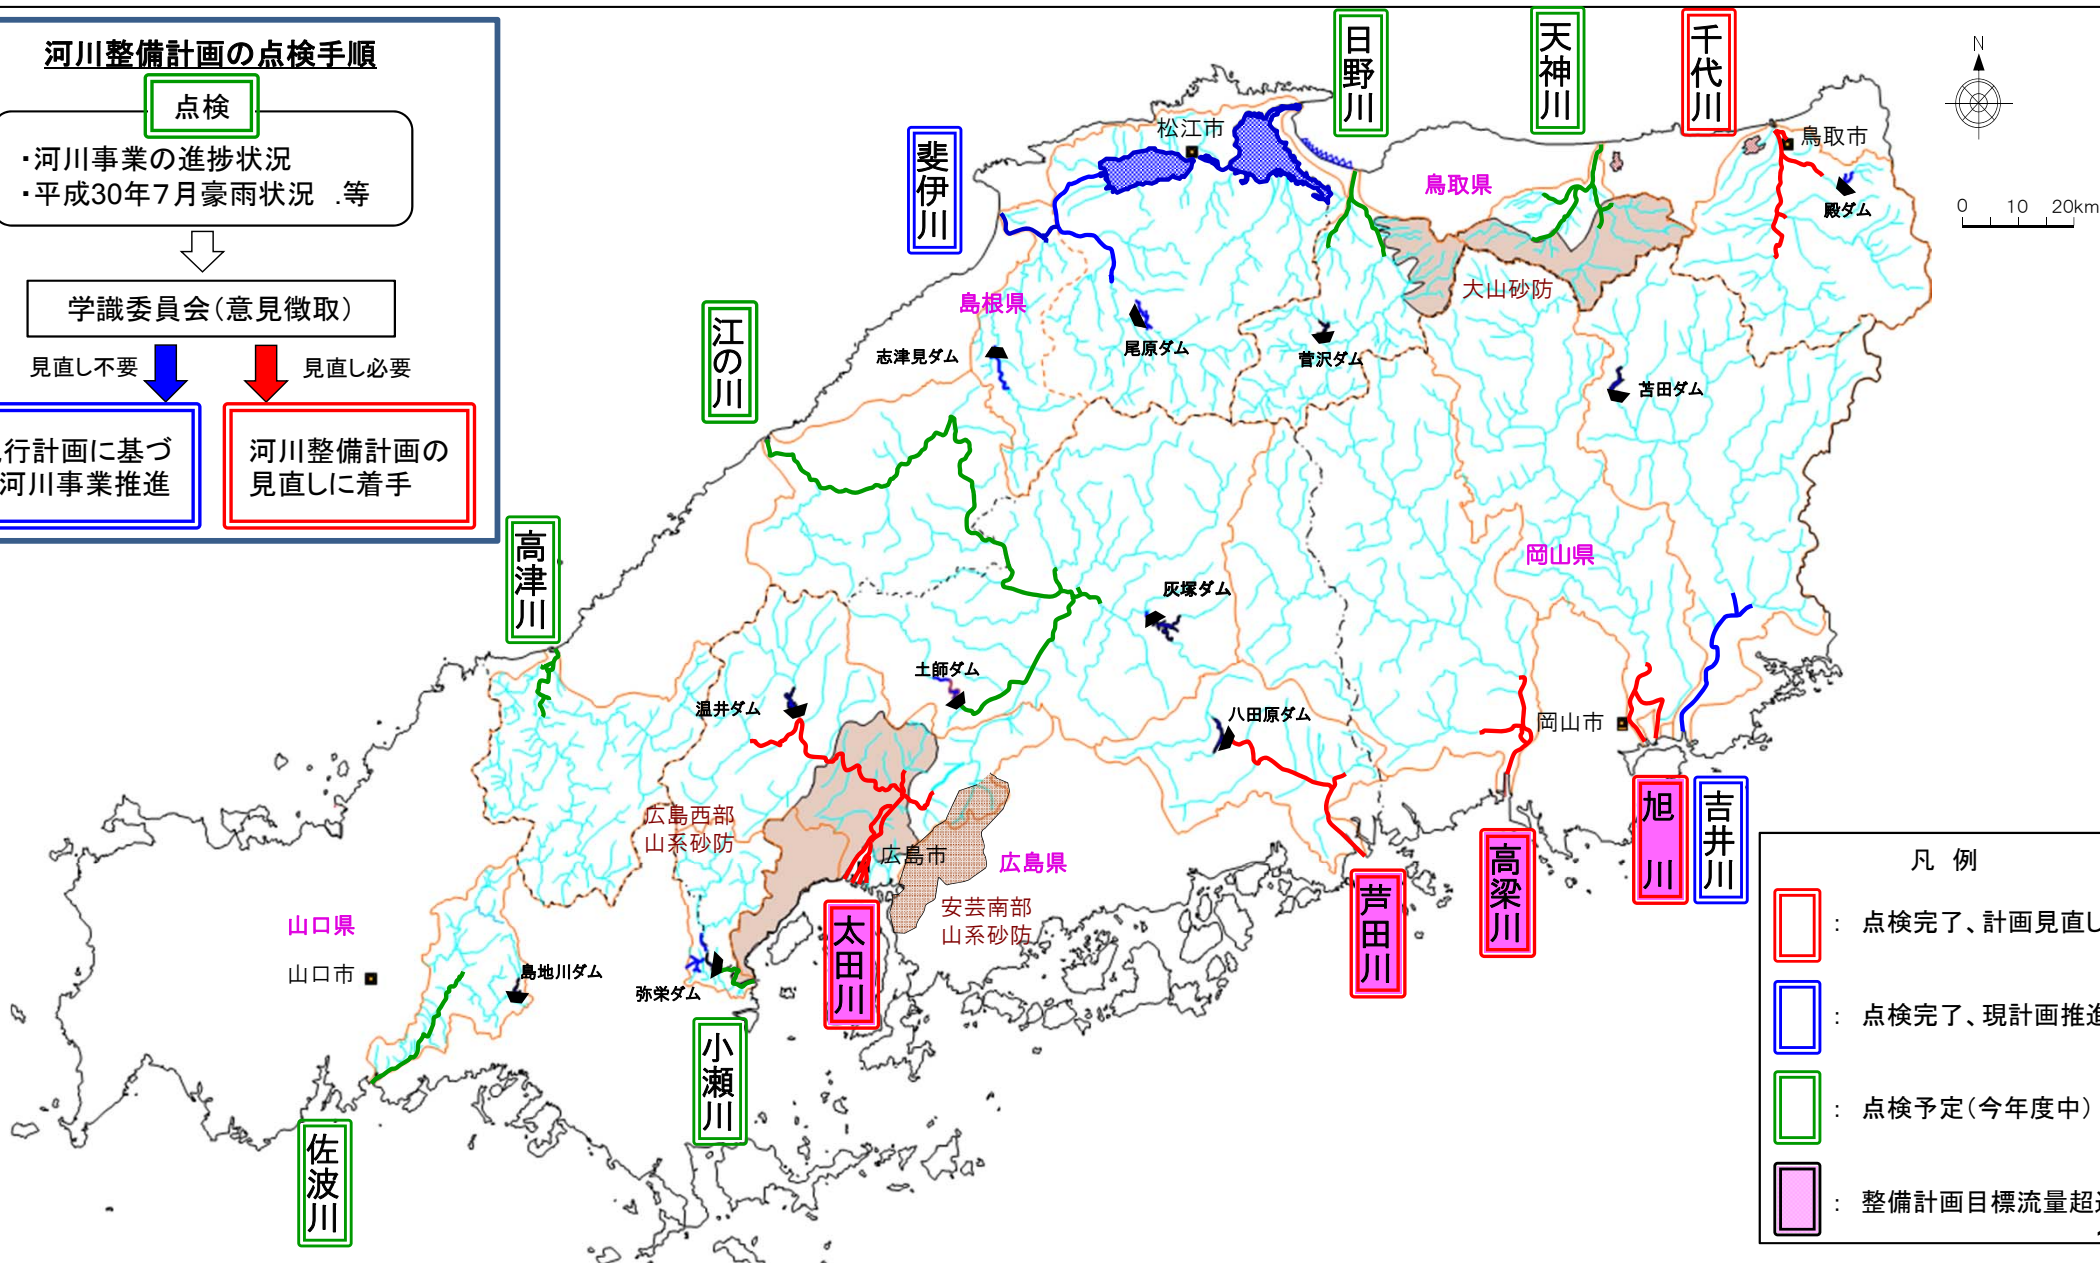 河川整備計画の点検手順
点検
・河川事業の進捗状況
・平成30年7月豪雨状況 .等
学識委員会(意見徴取)
見直し不要
見直し必要
行計画に基づ
河川事業推進
河川整備計画の
見直しに着手
日野川
天神川
千代川
斐伊川
江の川
高津川
佐波川
小瀬川
太田川
芦田川
高梁川
旭川
吉井川
N
0 10 20km
松江市
鳥取市
鳥取県
殿ダム
大山砂防
島根県
尾原ダム
志津見ダム
菅沢ダム
苫田ダム
岡山県
灰塚ダム
土師ダム
温井ダム
八田原ダム
岡山市
広島西部
山系砂防
広島市
広島県
安芸南部
山系砂防
山口県
山口市
島地川ダム
弥栄ダム
凡 例
: 点検完了、計画見直し
: 点検完了、現計画推進
: 点検予定(今年度中)
: 整備計画目標流量超